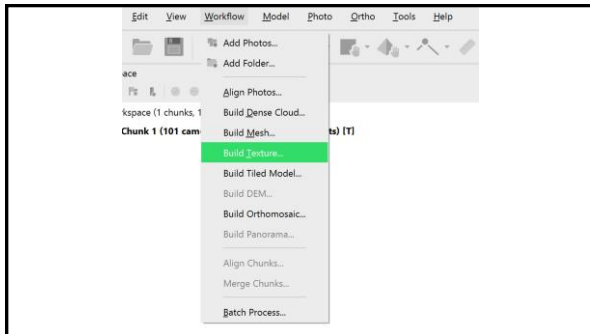 Edit View Workflow Model Photo Ortho Tools Help
Add Photos...
Add Folder...
ace
Align Photos...
kspace (1 chunks, 1
Build Dense Cloud...
Chunk 1 (101 cam
Build Mesh...
ts) [T]
Build Texture...
Build Tiled Model...
Build DEM...
Build Orthomosaic...
Build Panorama...
Align Chunks...
Merge Chunks...
Batch Process...